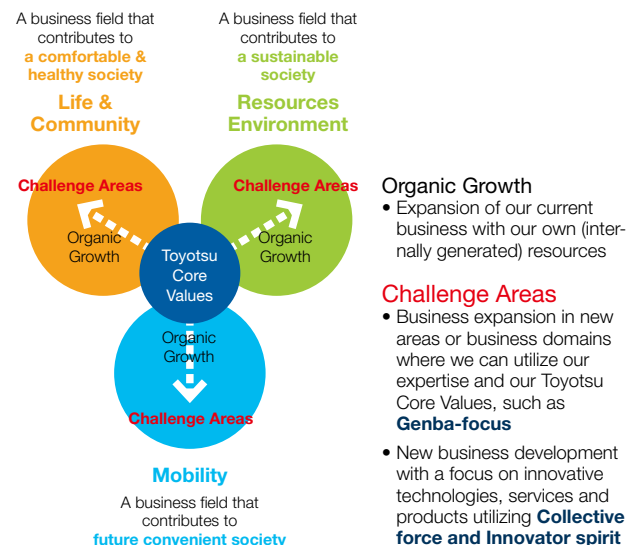 A business field that
contributes to
a comfortable &
healthy society
Life &
Community
A business field that
contributes to
a sustainable
society
Resources
Environment
Challenge Areas
Organic
Growth
Challenge Areas
Organic
Growth
Toyotsu
Core
Values
Organic
Growth
Challenge Areas
Mobility
A business field that
contributes to
future convenient society
Organic Growth
• Expansion of our current
business with our own (inter-
nally generated) resources
Challenge Areas
• Business expansion in new
areas or business domains
where we can utilize our
expertise and our Toyotsu
Core Values, such as
Genba-focus
• New business development
with a focus on innovative
technologies, services and
products utilizing Collective
force and Innovator spirit